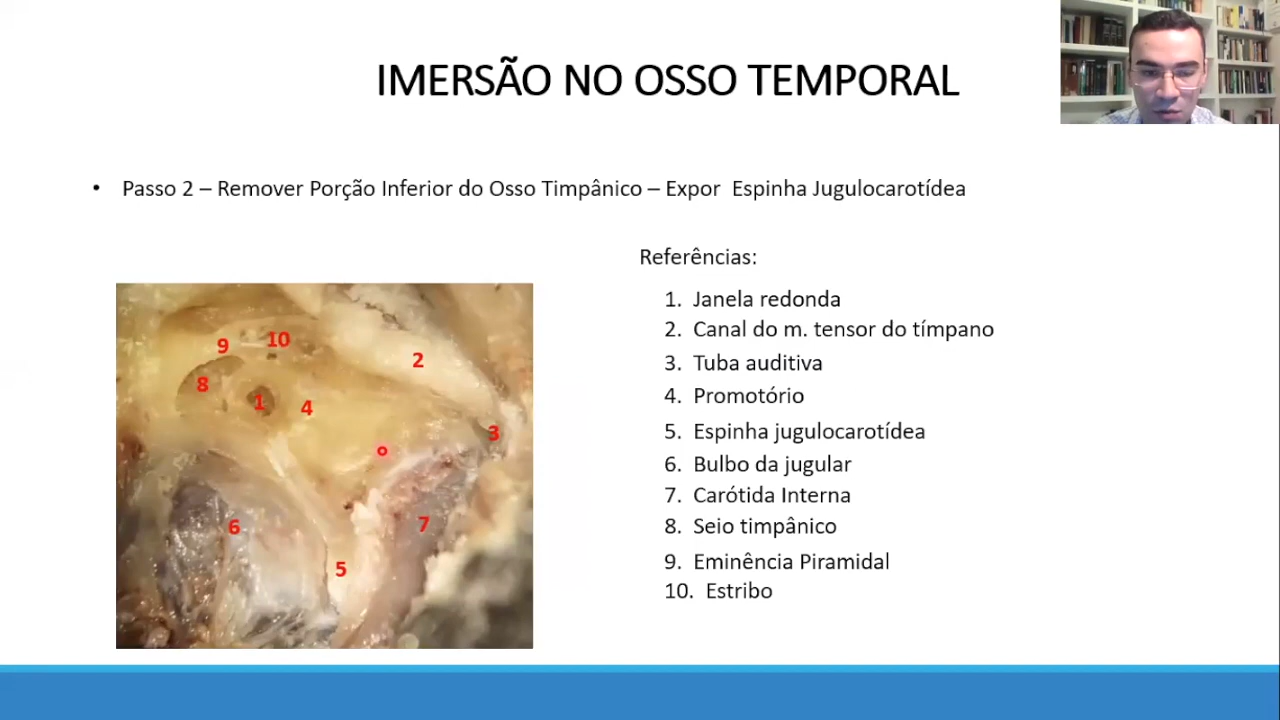 IMERSÃO NO OSSO TEMPORAL
• Passo 2 – Remover Porção Inferior do Osso Timpânico – Expor Espinha Jugulocarotídea
Referências:
1. Janela redonda
2. Canal do m. tensor do tímpano
3. Tuba auditiva
4. Promotório
5. Espinha jugulocarotídea
6. Bulbo da jugular
7. Carótida Interna
8. Seio timpânico
9. Eminência Piramidal
10. Estribo
9 10
2
8
1 4
3
6
7
5